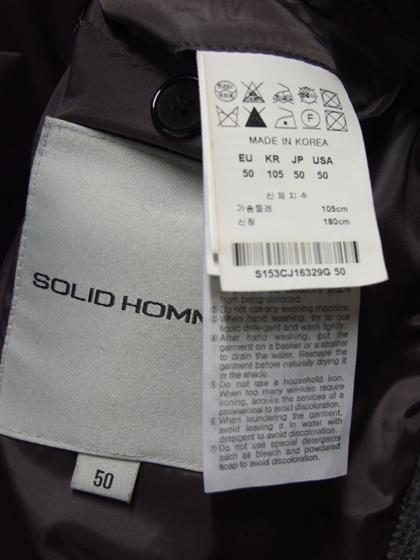 MADE IN KOREA
EU KR JP USA
50 105 50 50
신체치수
가슴둘레 105cm
신장 180cm
S153CJ16329G 50
SOLID HOMM
50
from being distorted.
② Do not use any washing machine.
③ When hand washing, try to use
liquid detergent and wash lightly.
④ After hand washing, put the
garment on a basket or a strainer
to drain the water. Reshape the
garment before naturally drying it
in the shade.
⑤ Do not use a household iron.
When too many wrinkles require
ironing, acquire the services of a
professional to avoid discoloration.
⑥ When laundering the garment,
avoid leaving it in water with
detergent to avoid discoloration.
⑦ Do not use special detergents
such as bleach and powdered
soap to avoid discoloration.